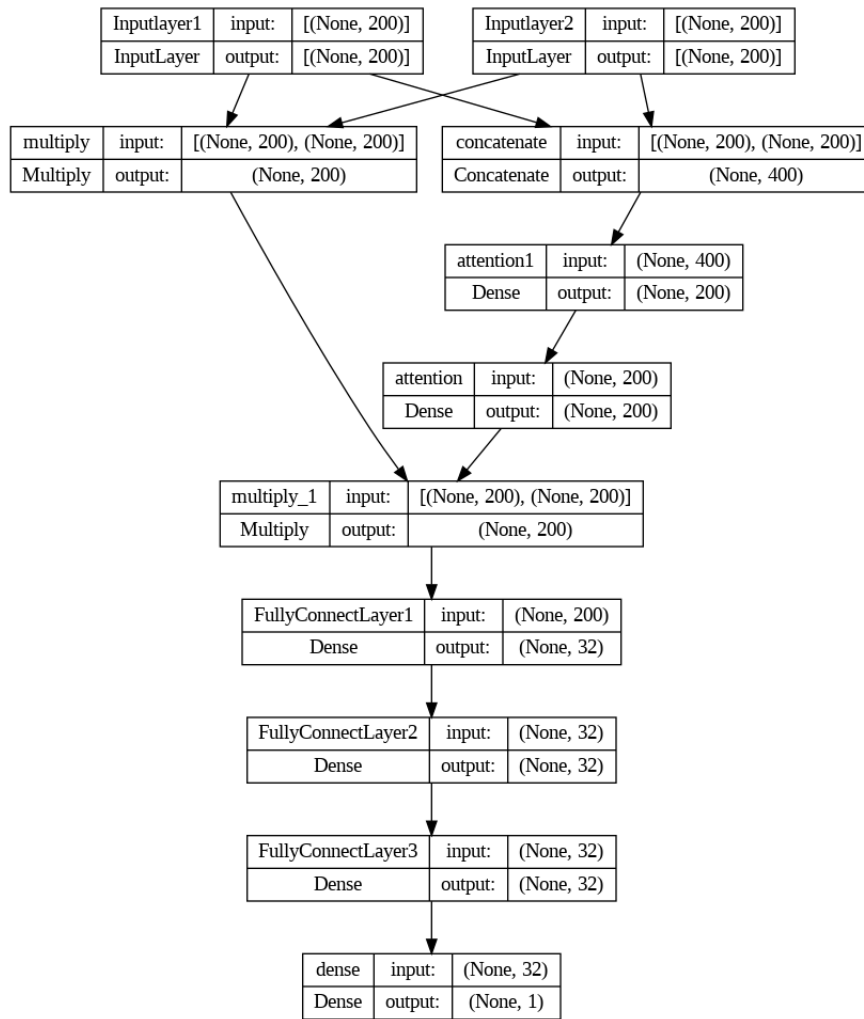 Inputlayer1 input: [(None, 200)]
InputLayer output: [(None, 200)]
Inputlayer2 input: [(None, 200)]
InputLayer output: [(None, 200)]
multiply input: [(None, 200), (None, 200)]
Multiply output: (None, 200)
concatenate input: [(None, 200), (None, 200)]
Concatenate output: (None, 400)
attention1 input: (None, 400)
Dense output: (None, 200)
attention input: (None, 200)
Dense output: (None, 200)
multiply_1 input: [(None, 200), (None, 200)]
Multiply output: (None, 200)
FullyConnectLayer1 input: (None, 200)
Dense output: (None, 32)
FullyConnectLayer2 input: (None, 32)
Dense output: (None, 32)
FullyConnectLayer3 input: (None, 32)
Dense output: (None, 32)
dense input: (None, 32)
Dense output: (None, 1)